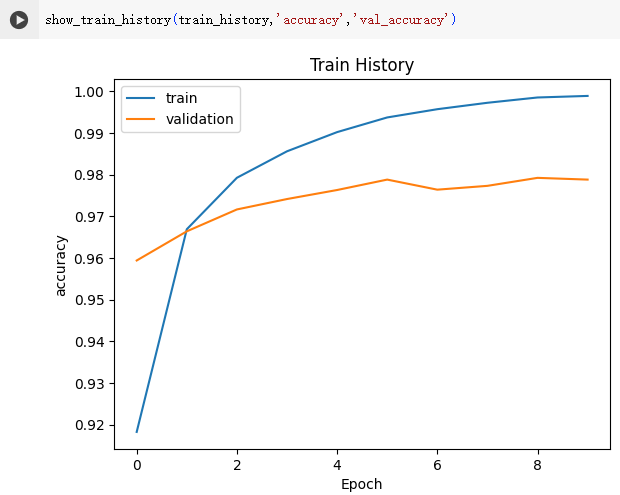 show_train_history(train_history,'accuracy','val_accuracy')
Train History
train
validation
1.00
0.99
0.98
0.97
0.96
0.95
0.94
0.93
0.92
accuracy
0 2 4 6 8
Epoch